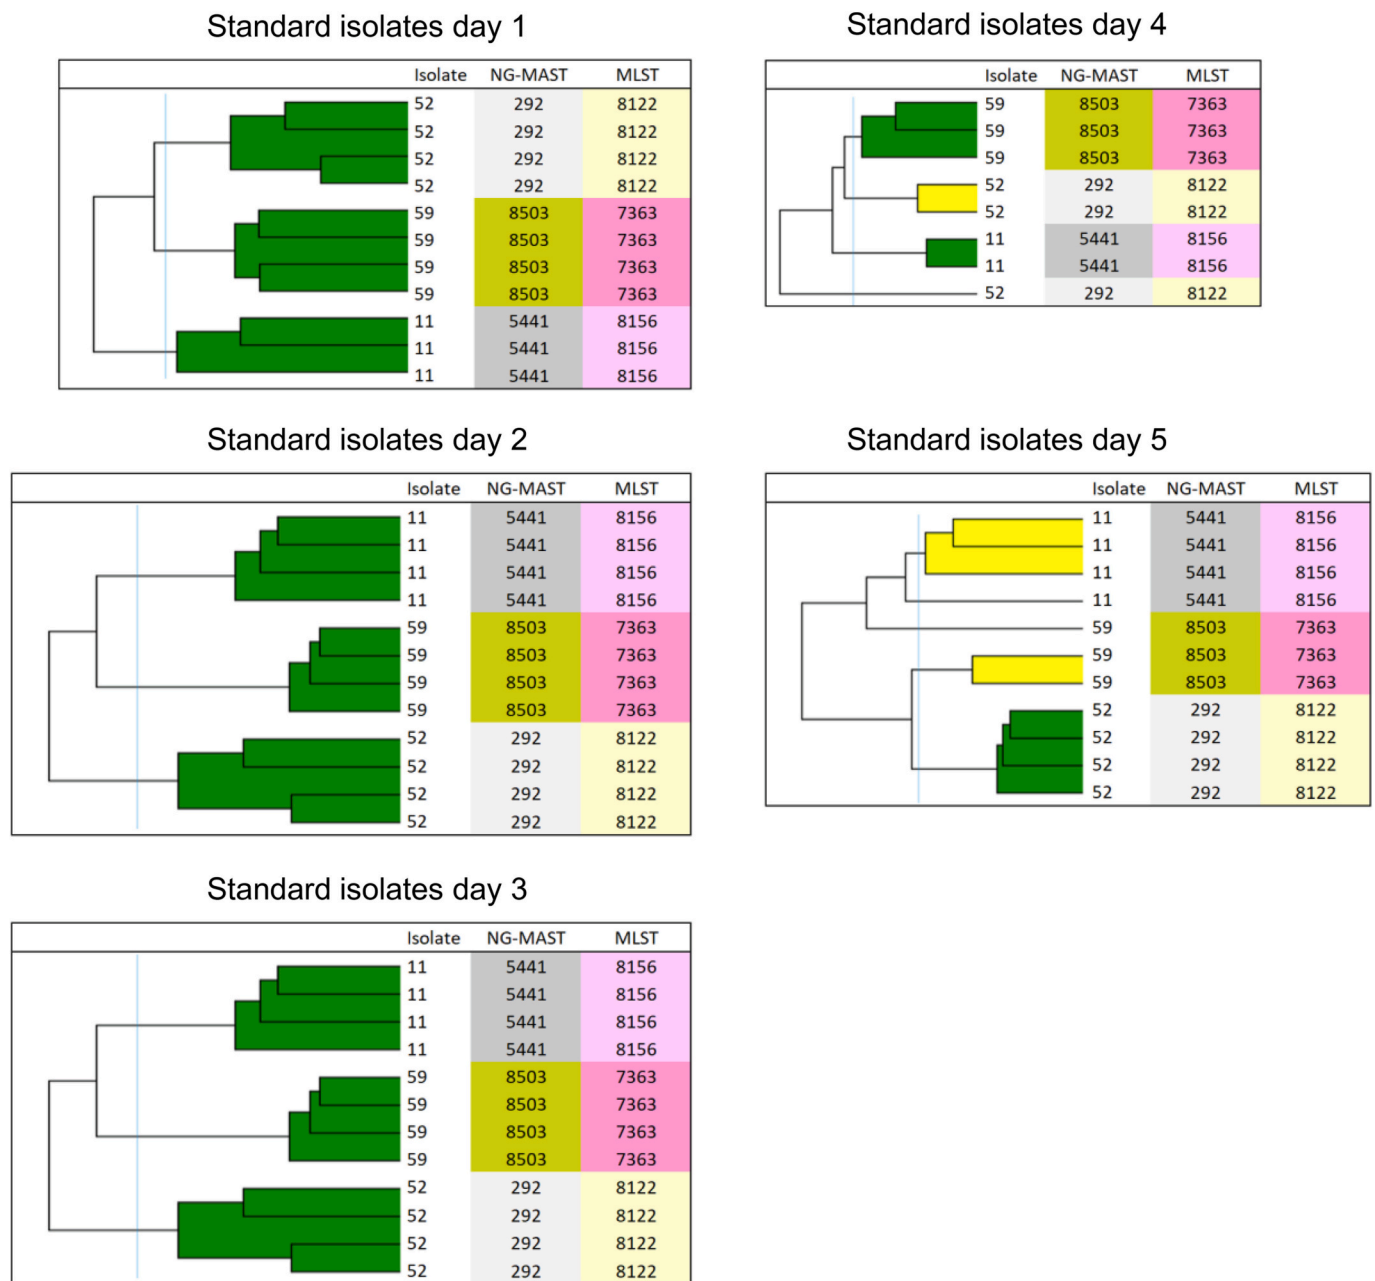 Standard isolates day 1
Isolate NG-MAST MLST
52 292 8122
52 292 8122
52 292 8122
52 292 8122
59 8503 7363
59 8503 7363
59 8503 7363
59 8503 7363
11 5441 8156
11 5441 8156
11 5441 8156
Standard isolates day 4
Isolate NG-MAST MLST
59 8503 7363
59 8503 7363
59 8503 7363
52 292 8122
52 292 8122
11 5441 8156
11 5441 8156
52 292 8122
Standard isolates day 2
Isolate NG-MAST MLST
11 5441 8156
11 5441 8156
11 5441 8156
11 5441 8156
59 8503 7363
59 8503 7363
59 8503 7363
59 8503 7363
52 292 8122
52 292 8122
52 292 8122
52 292 8122
Standard isolates day 5
Isolate NG-MAST MLST
11 5441 8156
11 5441 8156
11 5441 8156
11 5441 8156
59 8503 7363
59 8503 7363
59 8503 7363
52 292 8122
52 292 8122
52 292 8122
52 292 8122
Standard isolates day 3
Isolate NG-MAST MLST
11 5441 8156
11 5441 8156
11 5441 8156
11 5441 8156
59 8503 7363
59 8503 7363
59 8503 7363
59 8503 7363
52 292 8122
52 292 8122
52 292 8122
52 292 8122